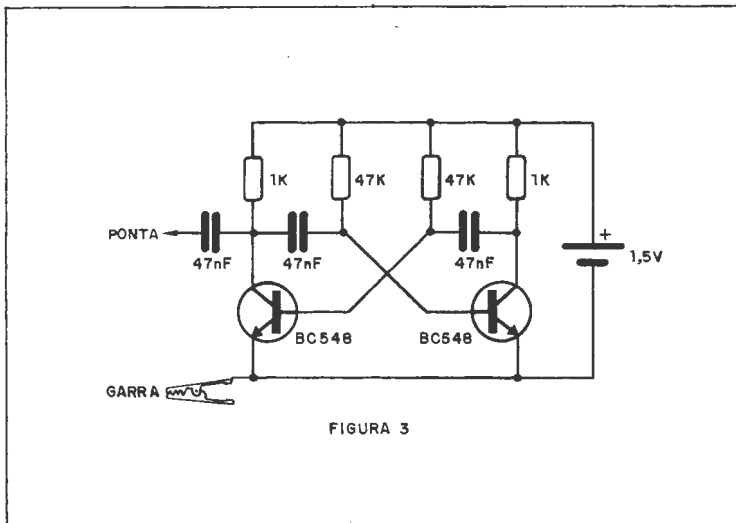 1K
47K
47K
1K
PONTA
47nF
47nF
47nF
+
1,5V
BC548
BC548
GARRA
FIGURA 3